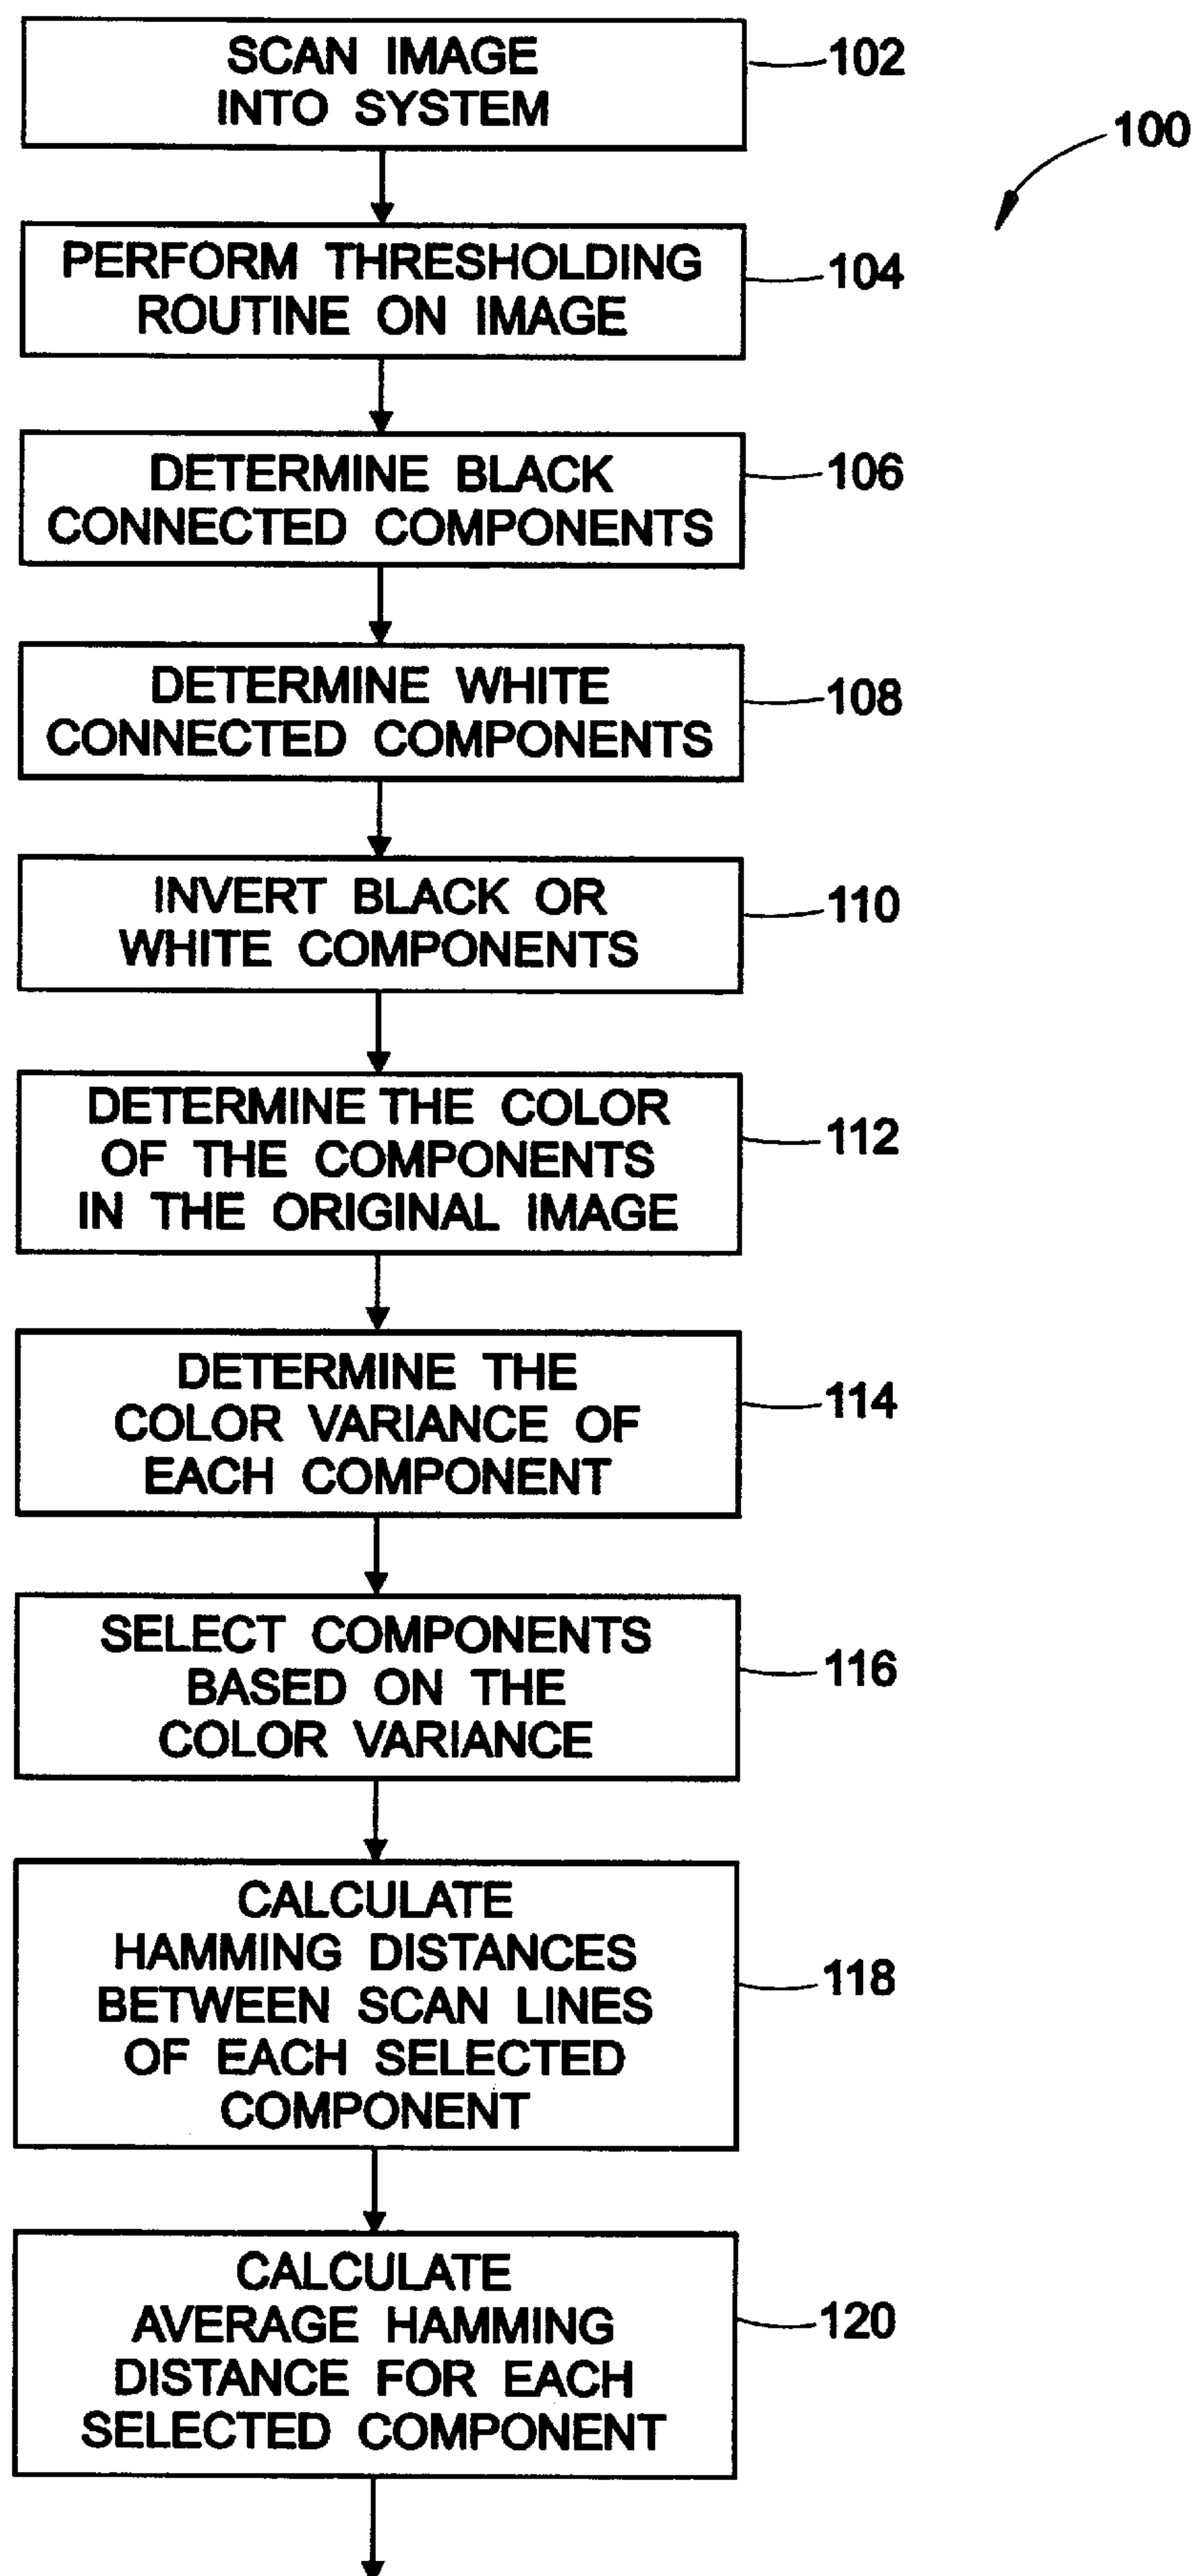 SCAN IMAGE
INTO SYSTEM
102
100
PERFORM THRESHOLDING
ROUTINE ON IMAGE
104
DETERMINE BLACK
CONNECTED COMPONENTS
106
DETERMINE WHITE
CONNECTED COMPONENTS
108
INVERT BLACK OR
WHITE COMPONENTS
110
DETERMINE THE COLOR
OF THE COMPONENTS
IN THE ORIGINAL IMAGE
112
DETERMINE THE
COLOR VARIANCE OF
EACH COMPONENT
114
SELECT COMPONENTS
BASED ON THE
COLOR VARIANCE
116
CALCULATE
HAMMING DISTANCES
BETWEEN SCAN LINES
OF EACH SELECTED
COMPONENT
118
CALCULATE
AVERAGE HAMMING
DISTANCE FOR EACH
SELECTED COMPONENT
120